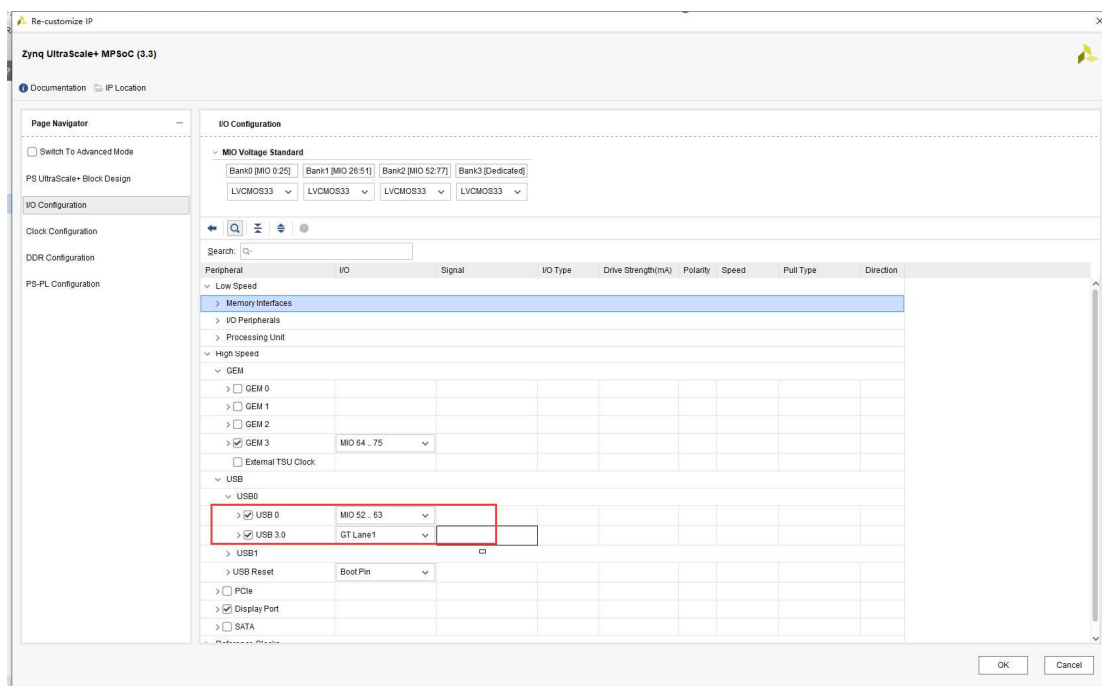 Re-customize IP
Zynq UltraScale+ MPSoC (3.3)
Documentation IP Location
Page Navigator
Switch To Advanced Mode
PS UltraScale+ Block Design
I/O Configuration
Clock Configuration
DDR Configuration
PS-PL Configuration
I/O Configuration
MIO Voltage Standard
Bank0 [MIO 0:25] Bank1 [MIO 26:51] Bank2 [MIO 52:77] Bank3 [Dedicated]
LVCMOS33 LVCMOS33 LVCMOS33 LVCMOS33
Search:
Peripheral I/O Signal I/O Type Drive Strength(mA) Polarity Speed Pull Type Direction
Low Speed
Memory Interfaces
I/O Peripherals
Processing Unit
High Speed
GEM
GEM 0
GEM 1
GEM 2
GEM 3 MIO 64 .. 75
External TSU Clock
USB
USB0
USB 0 MIO 52 .. 63
USB 3.0 GT Lane1
USB1
USB Reset Boot Pin
PCIe
Display Port
SATA
OK Cancel